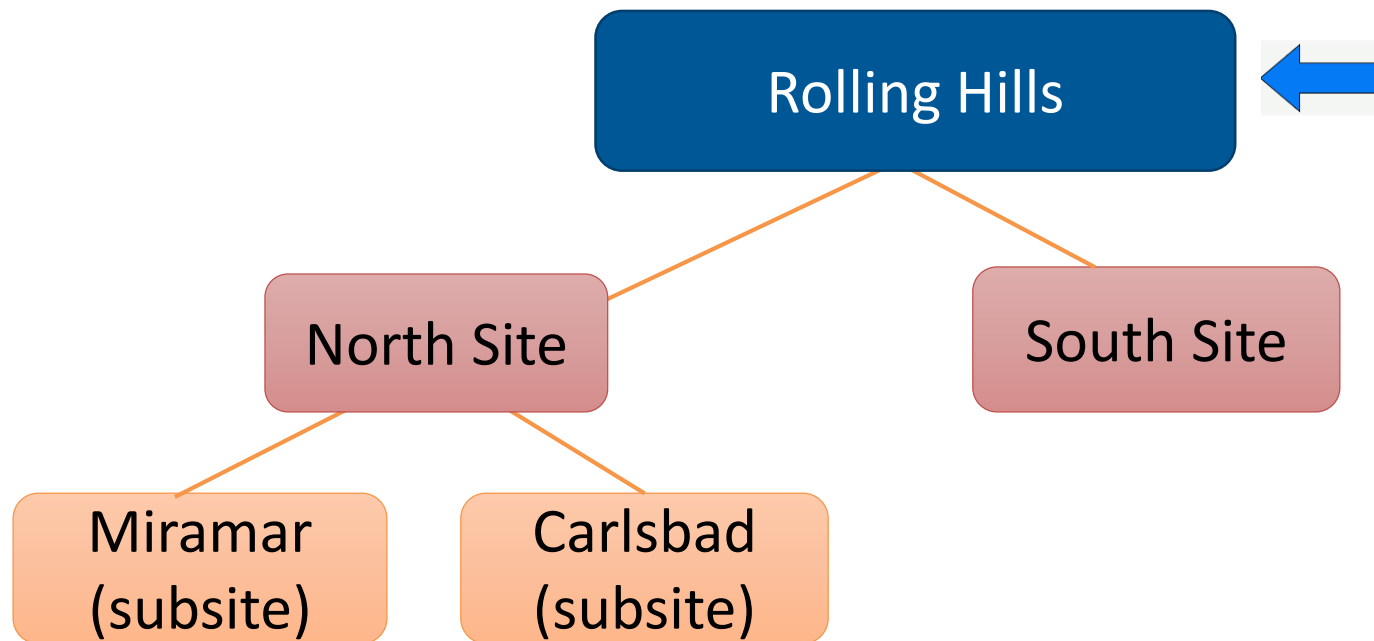 Rolling Hills
North Site
South Site
Miramar
(subsite)
Carlsbad
(subsite)